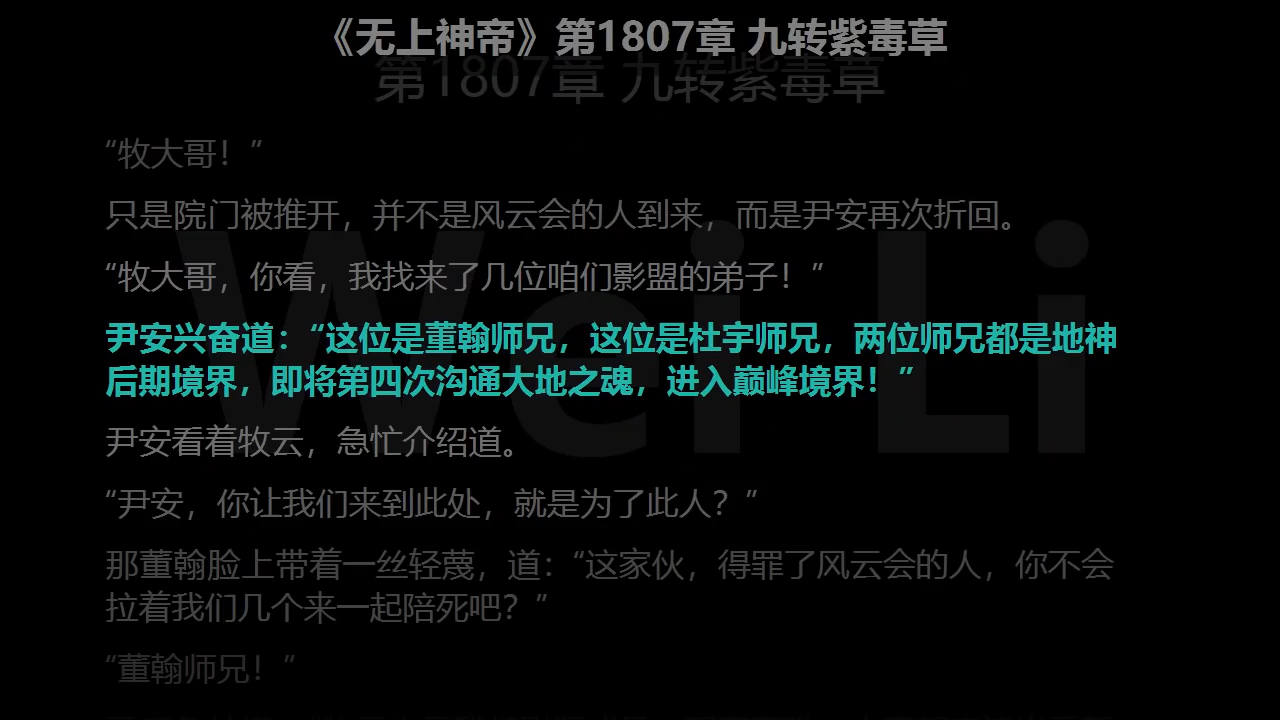 《无上神帝》第1807章 九转紫毒草
第1807章 九转紫毒草
“牧大哥！”
只是院门被推开，并不是风云会的人到来，而是尹安再次折回。
“牧大哥，你看，我找来了几位咱们影盟的弟子！”
尹安兴奋道：“这位是董翰师兄，这位是杜宇师兄，两位师兄都是地神
后期境界，即将第四次沟通大地之魂，进入巅峰境界！”
尹安看着牧云，急忙介绍道。
“尹安，你让我们来到此处，就是为了此人？”
那董翰脸上带着一丝轻蔑，道：“这家伙，得罪了风云会的人，你不会
拉着我们几个来一起陪死吧？”
“董翰师兄！”
Wei Li